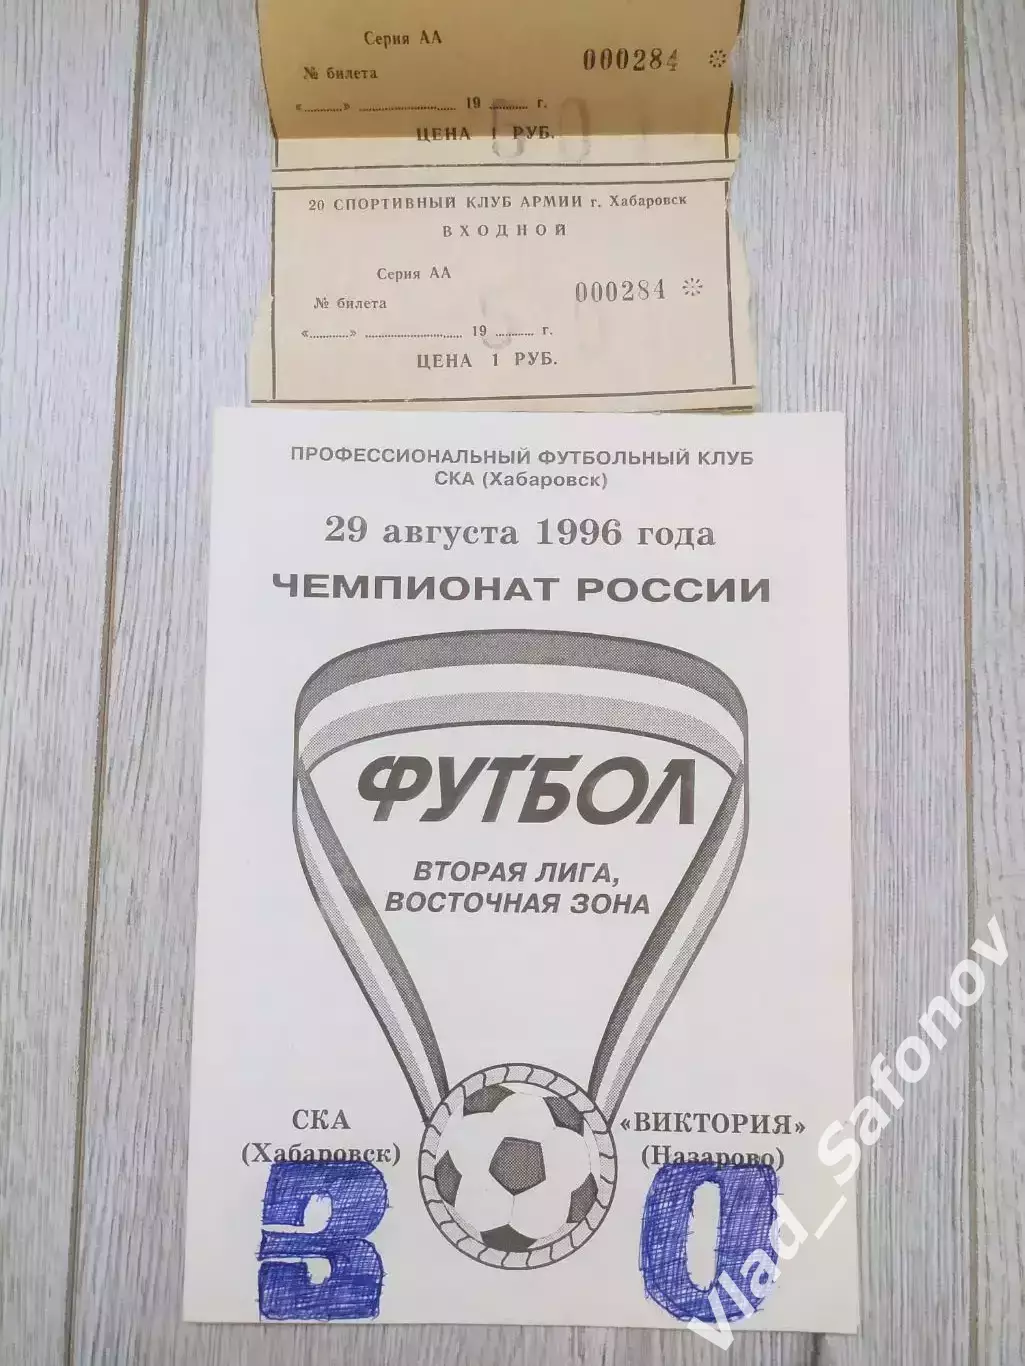 Серия АА
№ билета
000284
«..........» .......................... 19 .......... г.
ЦЕНА 1 РУБ.
20 СПОРТИВНЫЙ КЛУБ АРМИИ г. Хабаровск
ВХОДНОЙ
Серия АА
№ билета
000284
«..........» .......................... 19 .......... г.
ЦЕНА 1 РУБ.
ПРОФЕССИОНАЛЬНЫЙ ФУТБОЛЬНЫЙ КЛУБ
СКА (Хабаровск)
29 августа 1996 года
ЧЕМПИОНАТ РОССИИ
ФУТБОЛ
ВТОРАЯ ЛИГА,
ВОСТОЧНАЯ ЗОНА
СКА
(Хабаровск)
«ВИКТОРИЯ»
(Назарово)
3 0
Vlad_Safonov